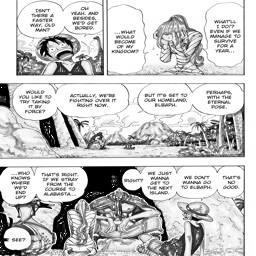 WHAT'LL
I DO!?
EVEN IF
WE MANAGE
TO SURVIVE
FOR A
YEAR...
...WHAT
WOULD
BECOME
OF MY
KINGDOM?
OH
YEAH. AND
BESIDES,
WE'D GET
BORED.
ISN'T
THERE A
FASTER
WAY, OLD
MAN?
PERHAPS,
WITH THE
ETERNAL
POSE.
BUT IT'S SET TO
OUR HOMELAND,
ELBAPH.
ACTUALLY, WE'RE
FIGHTING OVER IT
RIGHT NOW.
WOULD YOU
LIKE TO TRY
TAKING IT
BY FORCE?
THAT'S
NO
GOOD.
WE DON'T
WANNA
GO TO
ELBAPH.
WE JUST
WANNA
GET TO
THE NEXT
ISLAND.
RIGHT?
THAT'S RIGHT.
IF WE STRAY
FROM THE
COURSE TO
ALABASTA...
...WHO
KNOWS
WHERE
WE'D
END
UP?
SEE?